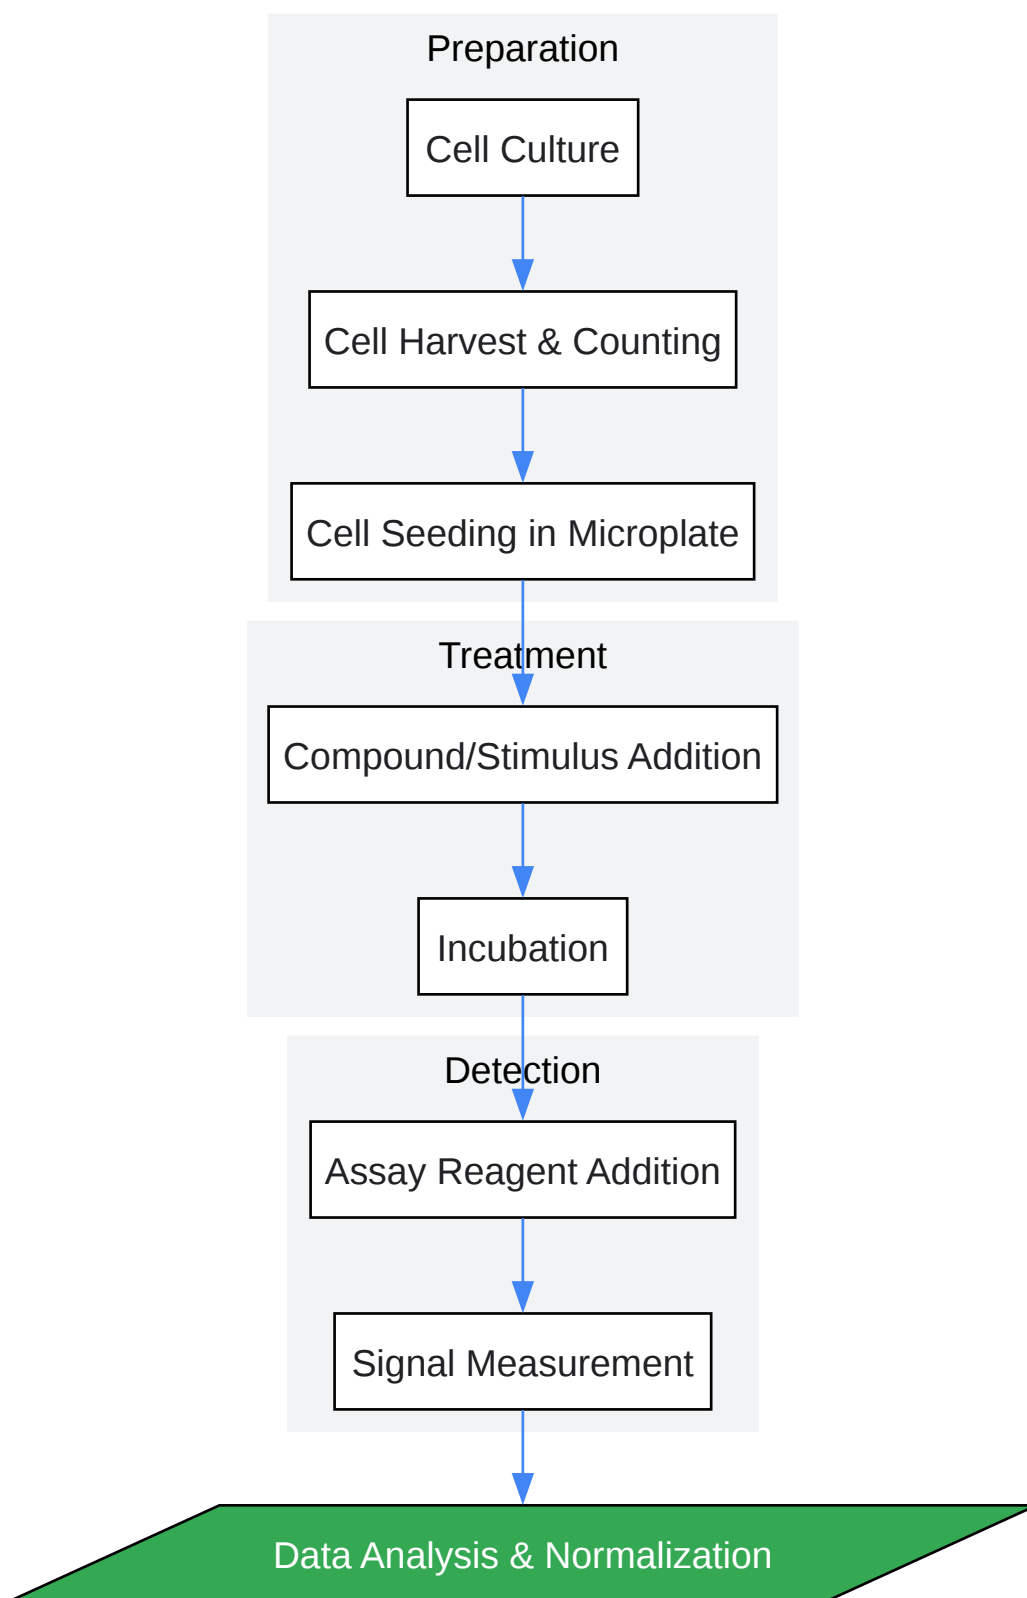 Preparation
Cell Culture
Cell Harvest & Counting
Cell Seeding in Microplate
Treatment
Compound/Stimulus Addition
Incubation
Detection
Assay Reagent Addition
Signal Measurement
Data Analysis & Normalization